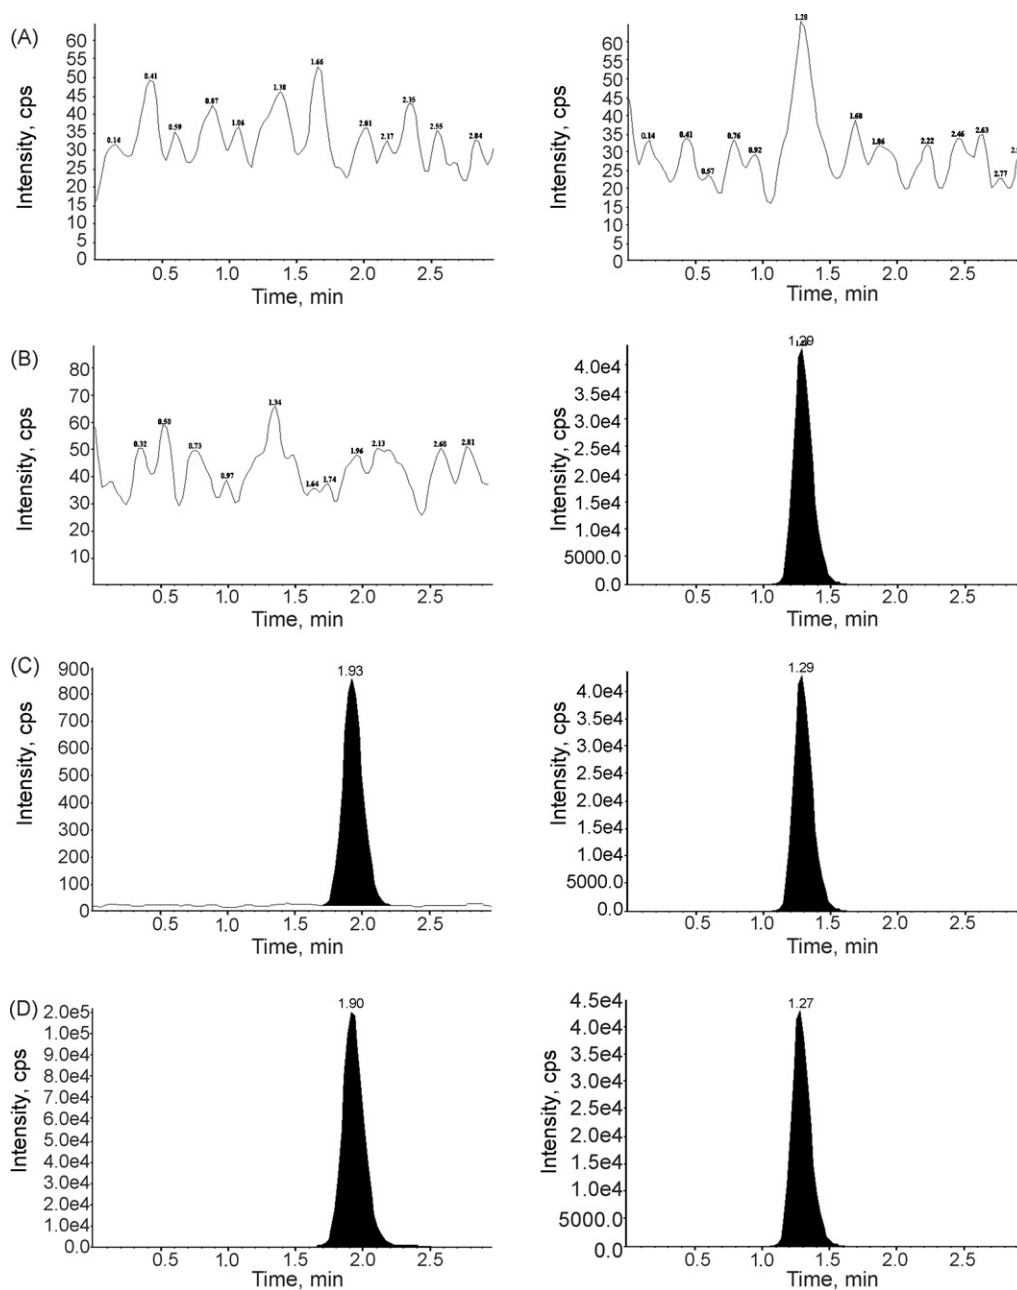 (A)
Intensity, cps
60
55
50
45
40
35
30
25
20
15
10
5
0
0.14
0.41
0.59
0.87
1.06
1.38
1.66
2.01
2.17
2.35
2.55
2.84
0.5 1.0 1.5 2.0 2.5
Time, min
Intensity, cps
60
55
50
45
40
35
30
25
20
15
10
5
0
0.14
0.41
0.57
0.76
0.92
1.28
1.68
1.86
2.22
2.46
2.63
2.77
0.5 1.0 1.5 2.0 2.5
Time, min
(B)
Intensity, cps
80
70
60
50
40
30
20
10
0.32
0.50
0.73
0.97
1.34
1.64
1.74
1.96
2.13
2.60
2.81
0.5 1.0 1.5 2.0 2.5
Time, min
Intensity, cps
4.0e4
3.5e4
3.0e4
2.5e4
2.0e4
1.5e4
1.0e4
5000.0
0.0
1.29
0.5 1.0 1.5 2.0 2.5
Time, min
(C)
Intensity, cps
900
800
700
600
500
400
300
200
100
0
1.93
0.5 1.0 1.5 2.0 2.5
Time, min
Intensity, cps
4.0e4
3.5e4
3.0e4
2.5e4
2.0e4
1.5e4
1.0e4
5000.0
0.0
1.29
0.5 1.0 1.5 2.0 2.5
Time, min
(D)
Intensity, cps
2.0e5
1.0e5
9.0e4
8.0e4
7.0e4
6.0e4
5.0e4
4.0e4
3.0e4
2.0e4
1.0e4
0.0
1.90
0.5 1.0 1.5 2.0 2.5
Time, min
Intensity, cps
4.5e4
4.0e4
3.5e4
3.0e4
2.5e4
2.0e4
1.5e4
1.0e4
5000.0
0.0
1.27
0.5 1.0 1.5 2.0 2.5
Time, min